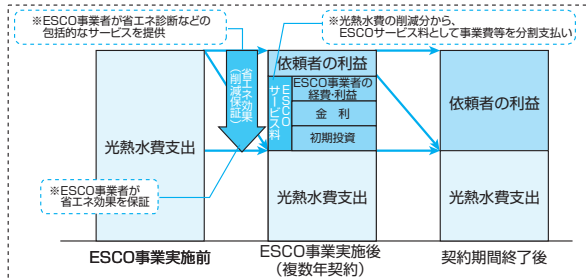 ※ESCO事業者が省エネ診断などの
包括的なサービスを提供
※光熱水費の削減分から、
ESCOサービス料として事業費等を分割支払い
光熱水費支出
省エネ効果
(削減保証)
※ESCO事業者が
省エネ効果を保証
依頼者の利益
ESCO
サービス料
ESCO事業者の
経費・利益
金 利
初期投資
光熱水費支出
依頼者の利益
光熱水費支出
ESCO事業実施前
ESCO事業実施後
(複数年契約)
契約期間終了後